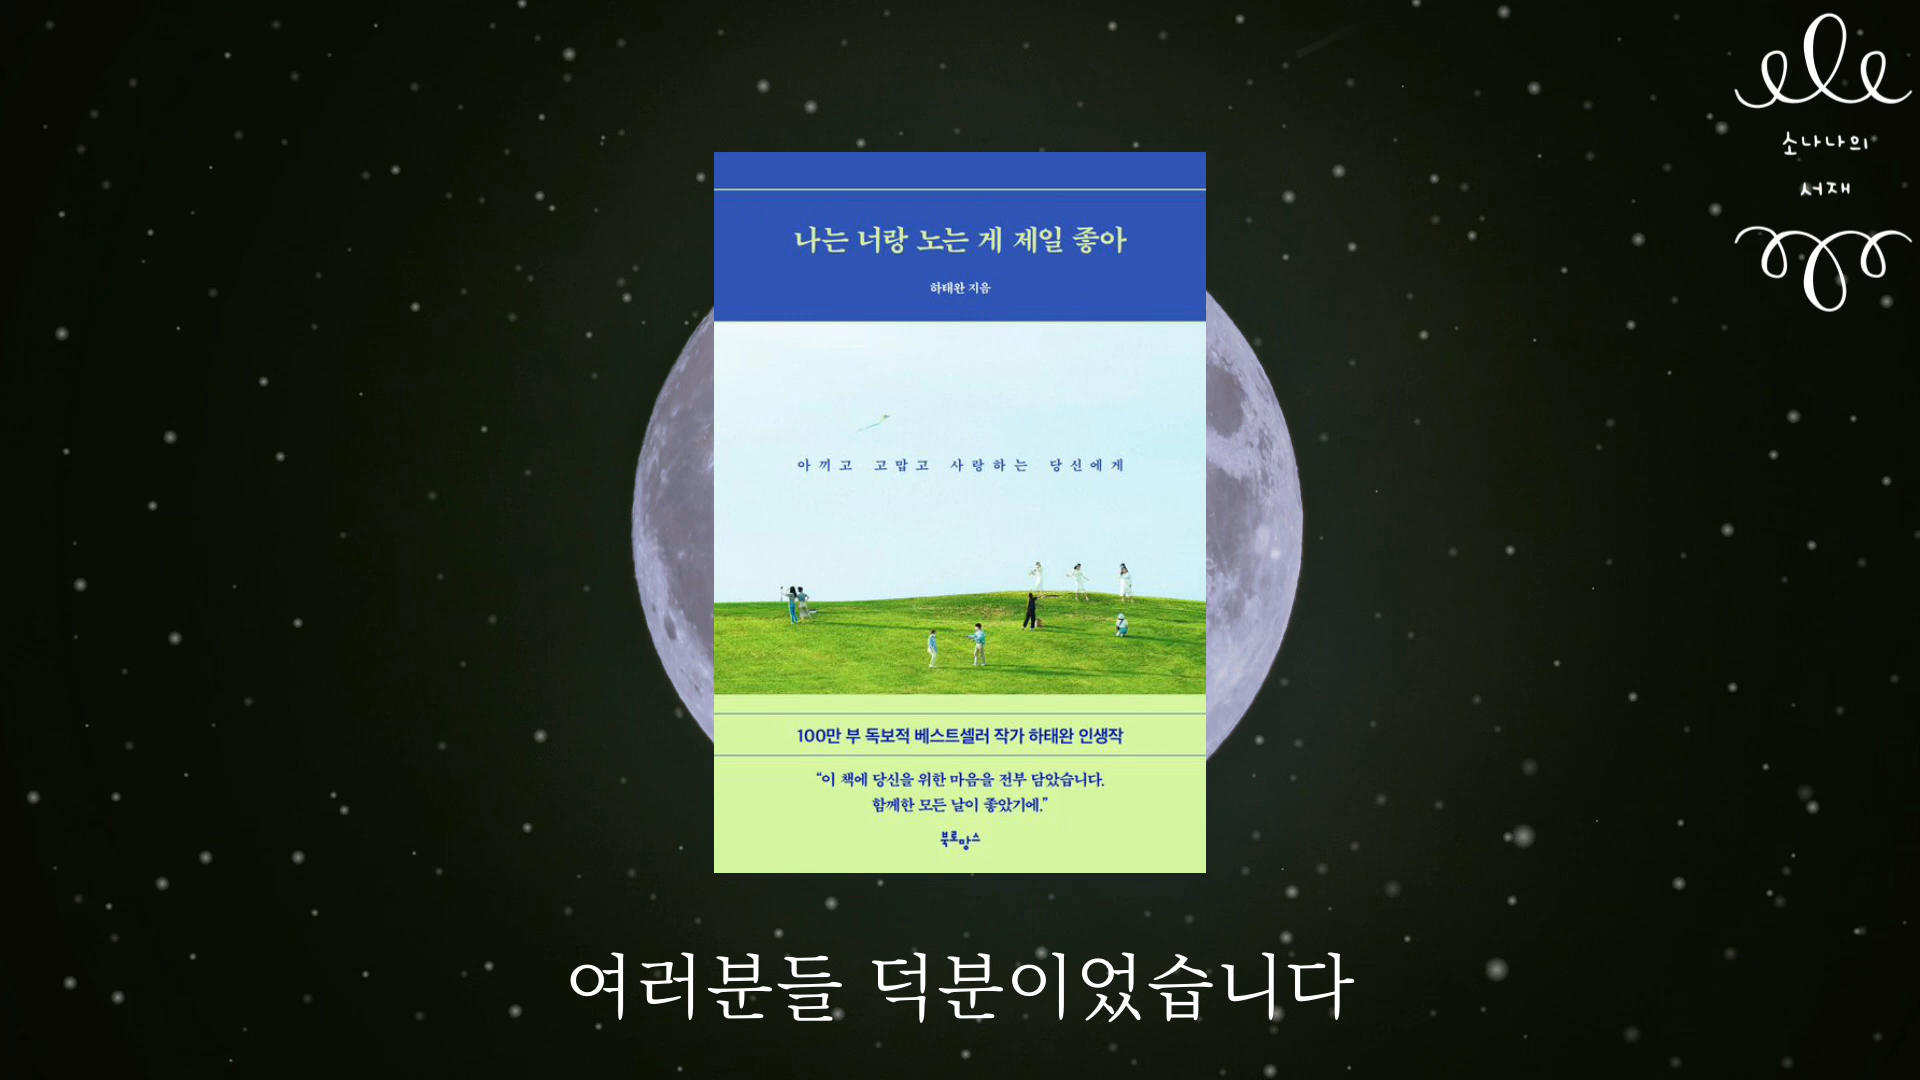 소나나의
서재
나는 너랑 노는 게 제일 좋아
하태완 지음
아끼고 고맙고 사랑하는 당신에게
100만 부 독보적 베스트셀러 작가 하태완 인생작
“이 책에 당신을 위한 마음을 전부 담았습니다.
함께한 모든 날이 좋았기에.”
북로망스
여러분들 덕분이었습니다